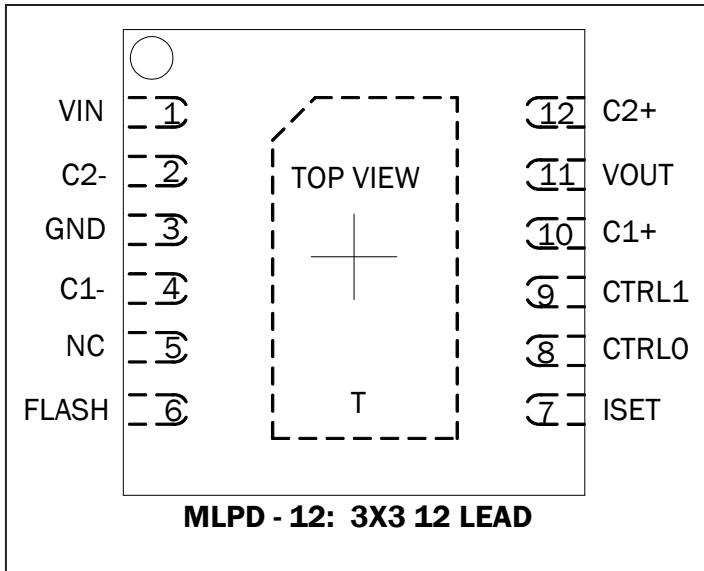 VIN 1 12 C2+
C2- 2 TOP VIEW 11 VOUT
GND 3 10 C1+
C1- 4 9 CTRL1
NC 5 8 CTRL0
FLASH 6 T 7 ISET
MLPD - 12: 3X3 12 LEAD